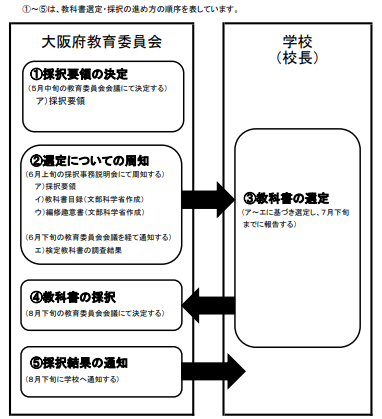 ①～⑤は、教科書選定・採択の進め方の順序を表しています。
大阪府教育委員会
①採択要領の決定
（５月中旬の教育委員会会議にて決定する）
ア）採択要領
②選定についての周知
（６月上旬の採択事務説明会にて周知する）
ア）採択要領
イ）教科書目録（文部科学省作成）
ウ）編修趣意書（文部科学省作成）
（６月下旬の教育委員会会議を経て通知する）
エ）検定教科書の調査結果
④教科書の採択
（８月下旬の教育委員会会議にて決定する）
⑤採択結果の通知
（８月下旬に学校へ通知する）
学校
（校長）
③教科書の選定
（ア～エに基づき選定し、７月下旬
までに報告する）